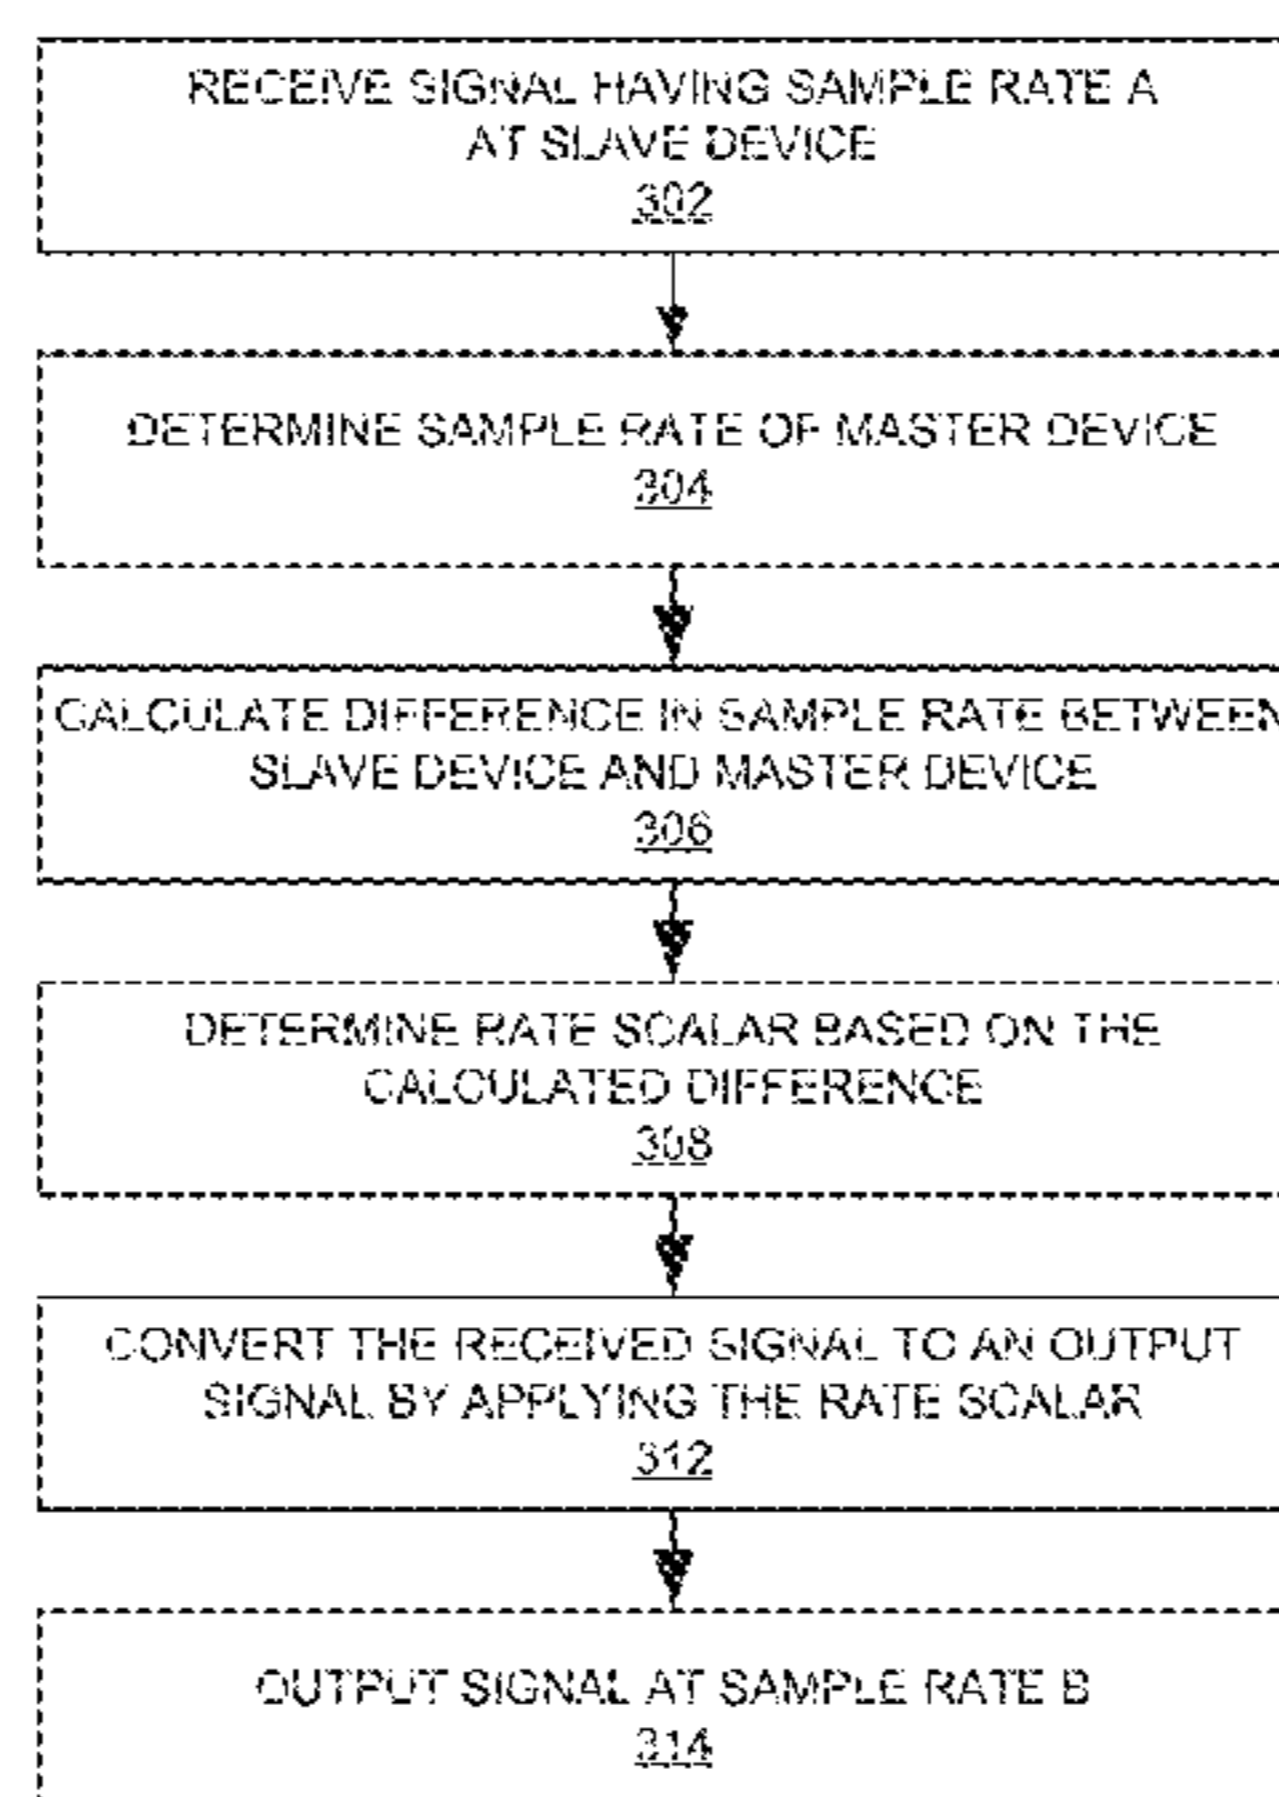 RECEIVE SIGNAL HAVING SAMPLE RATE A
AT SLAVE DEVICE
302
DETERMINE SAMPLE RATE OF MASTER DEVICE
304
CALCULATE DIFFERENCE IN SAMPLE RATE BETWEEN
SLAVE DEVICE AND MASTER DEVICE
306
DETERMINE RATE SCALAR BASED ON THE
CALCULATED DIFFERENCE
308
CONVERT THE RECEIVED SIGNAL TO AN OUTPUT
SIGNAL BY APPLYING THE RATE SCALAR
312
OUTPUT SIGNAL AT SAMPLE RATE B
314